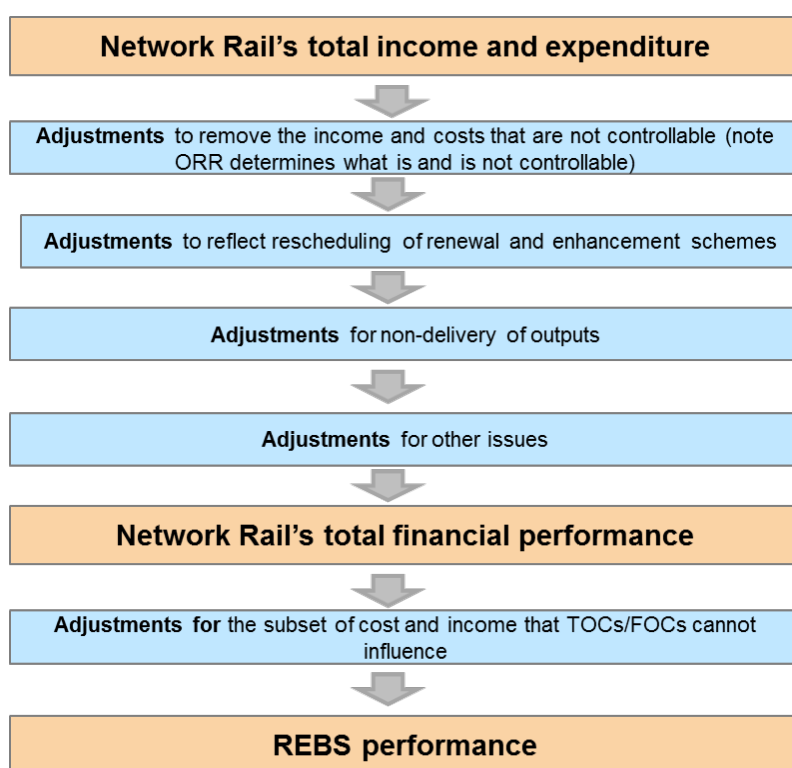 Network Rail's total income and expenditure
Adjustments to remove the income and costs that are not controllable (note
ORR determines what is and is not controllable)
Adjustments to reflect rescheduling of renewal and enhancement schemes
Adjustments for non-delivery of outputs
Adjustments for other issues
Network Rail's total financial performance
Adjustments for the subset of cost and income that TOCs/FOCs cannot
influence
REBS performance